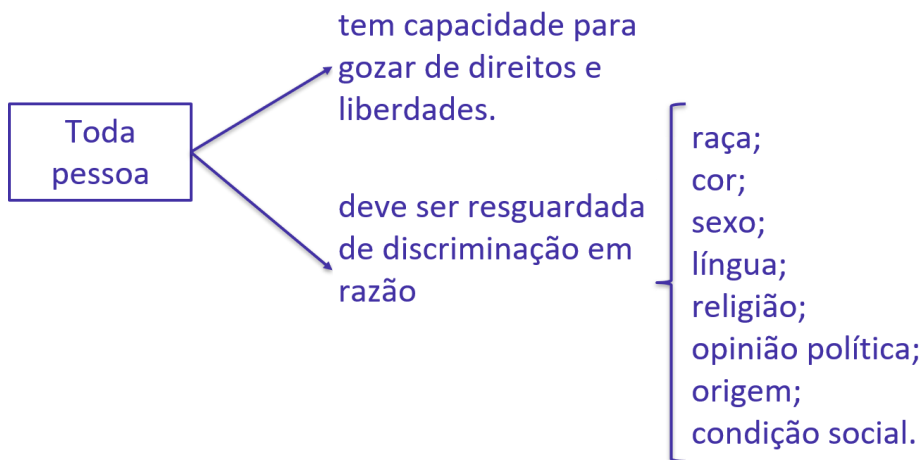 Toda
pessoa
tem capacidade para
gozar de direitos e
liberdades.
deve ser resguardada
de discriminação em
razão
raça;
cor;
sexo;
língua;
religião;
opinião política;
origem;
condição social.